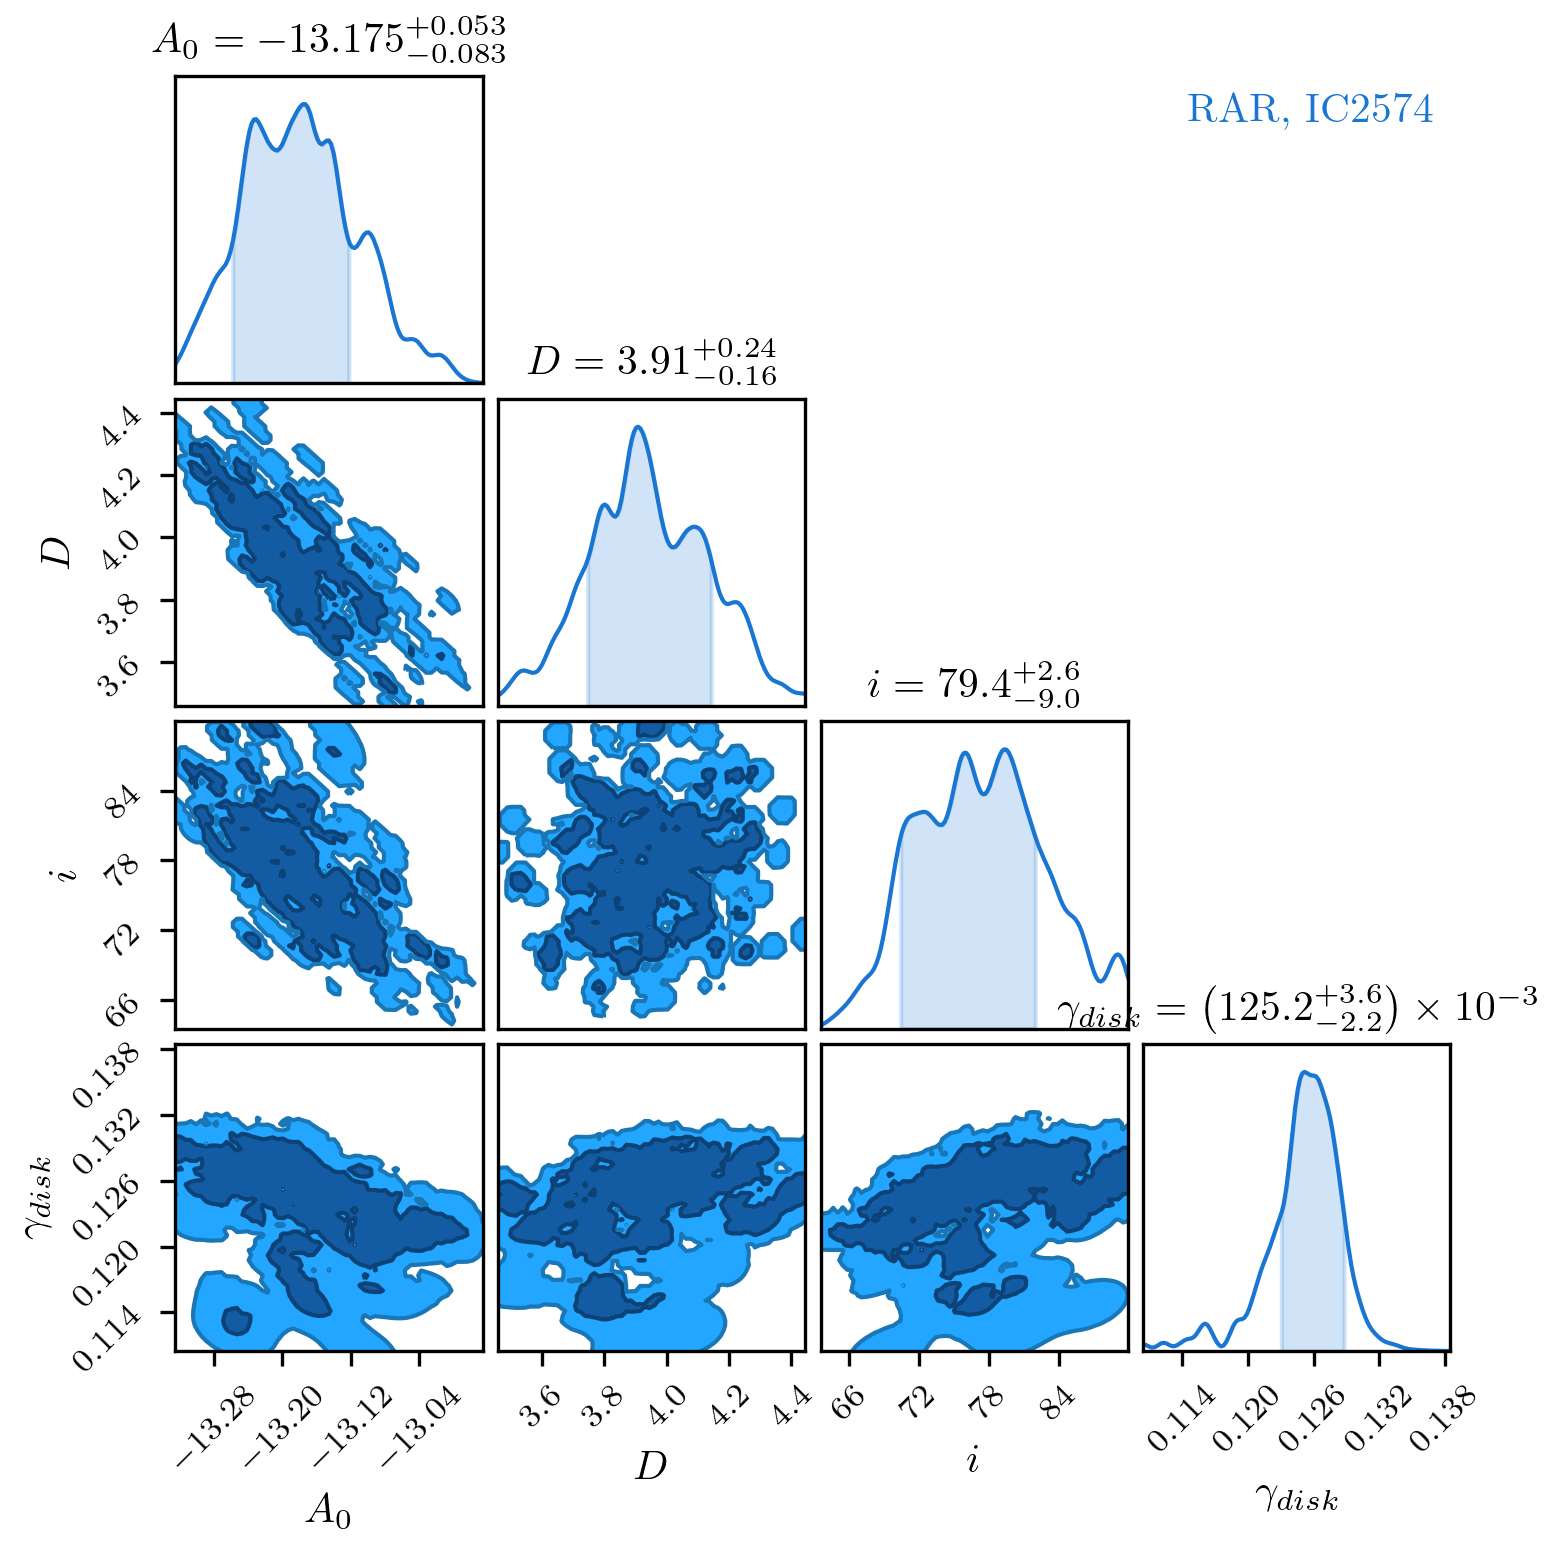 A₀ = −13.175^{+0.053}_{−0.083}
RAR, IC2574
D = 3.91^{+0.24}_{−0.16}
4.4
4.2
4.0
3.8
3.6
D
i = 79.4^{+2.6}_{−9.0}
84
78
72
66
i
γ_{disk} = (125.2^{+3.6}_{−2.2}) × 10^{−3}
0.138
0.132
0.126
0.120
0.114
γ_{disk}
−13.28 −13.20 −13.12 −13.04
A₀
3.6 3.8 4.0 4.2 4.4
D
66 72 78 84
i
0.114 0.120 0.126 0.132 0.138
γ_{disk}